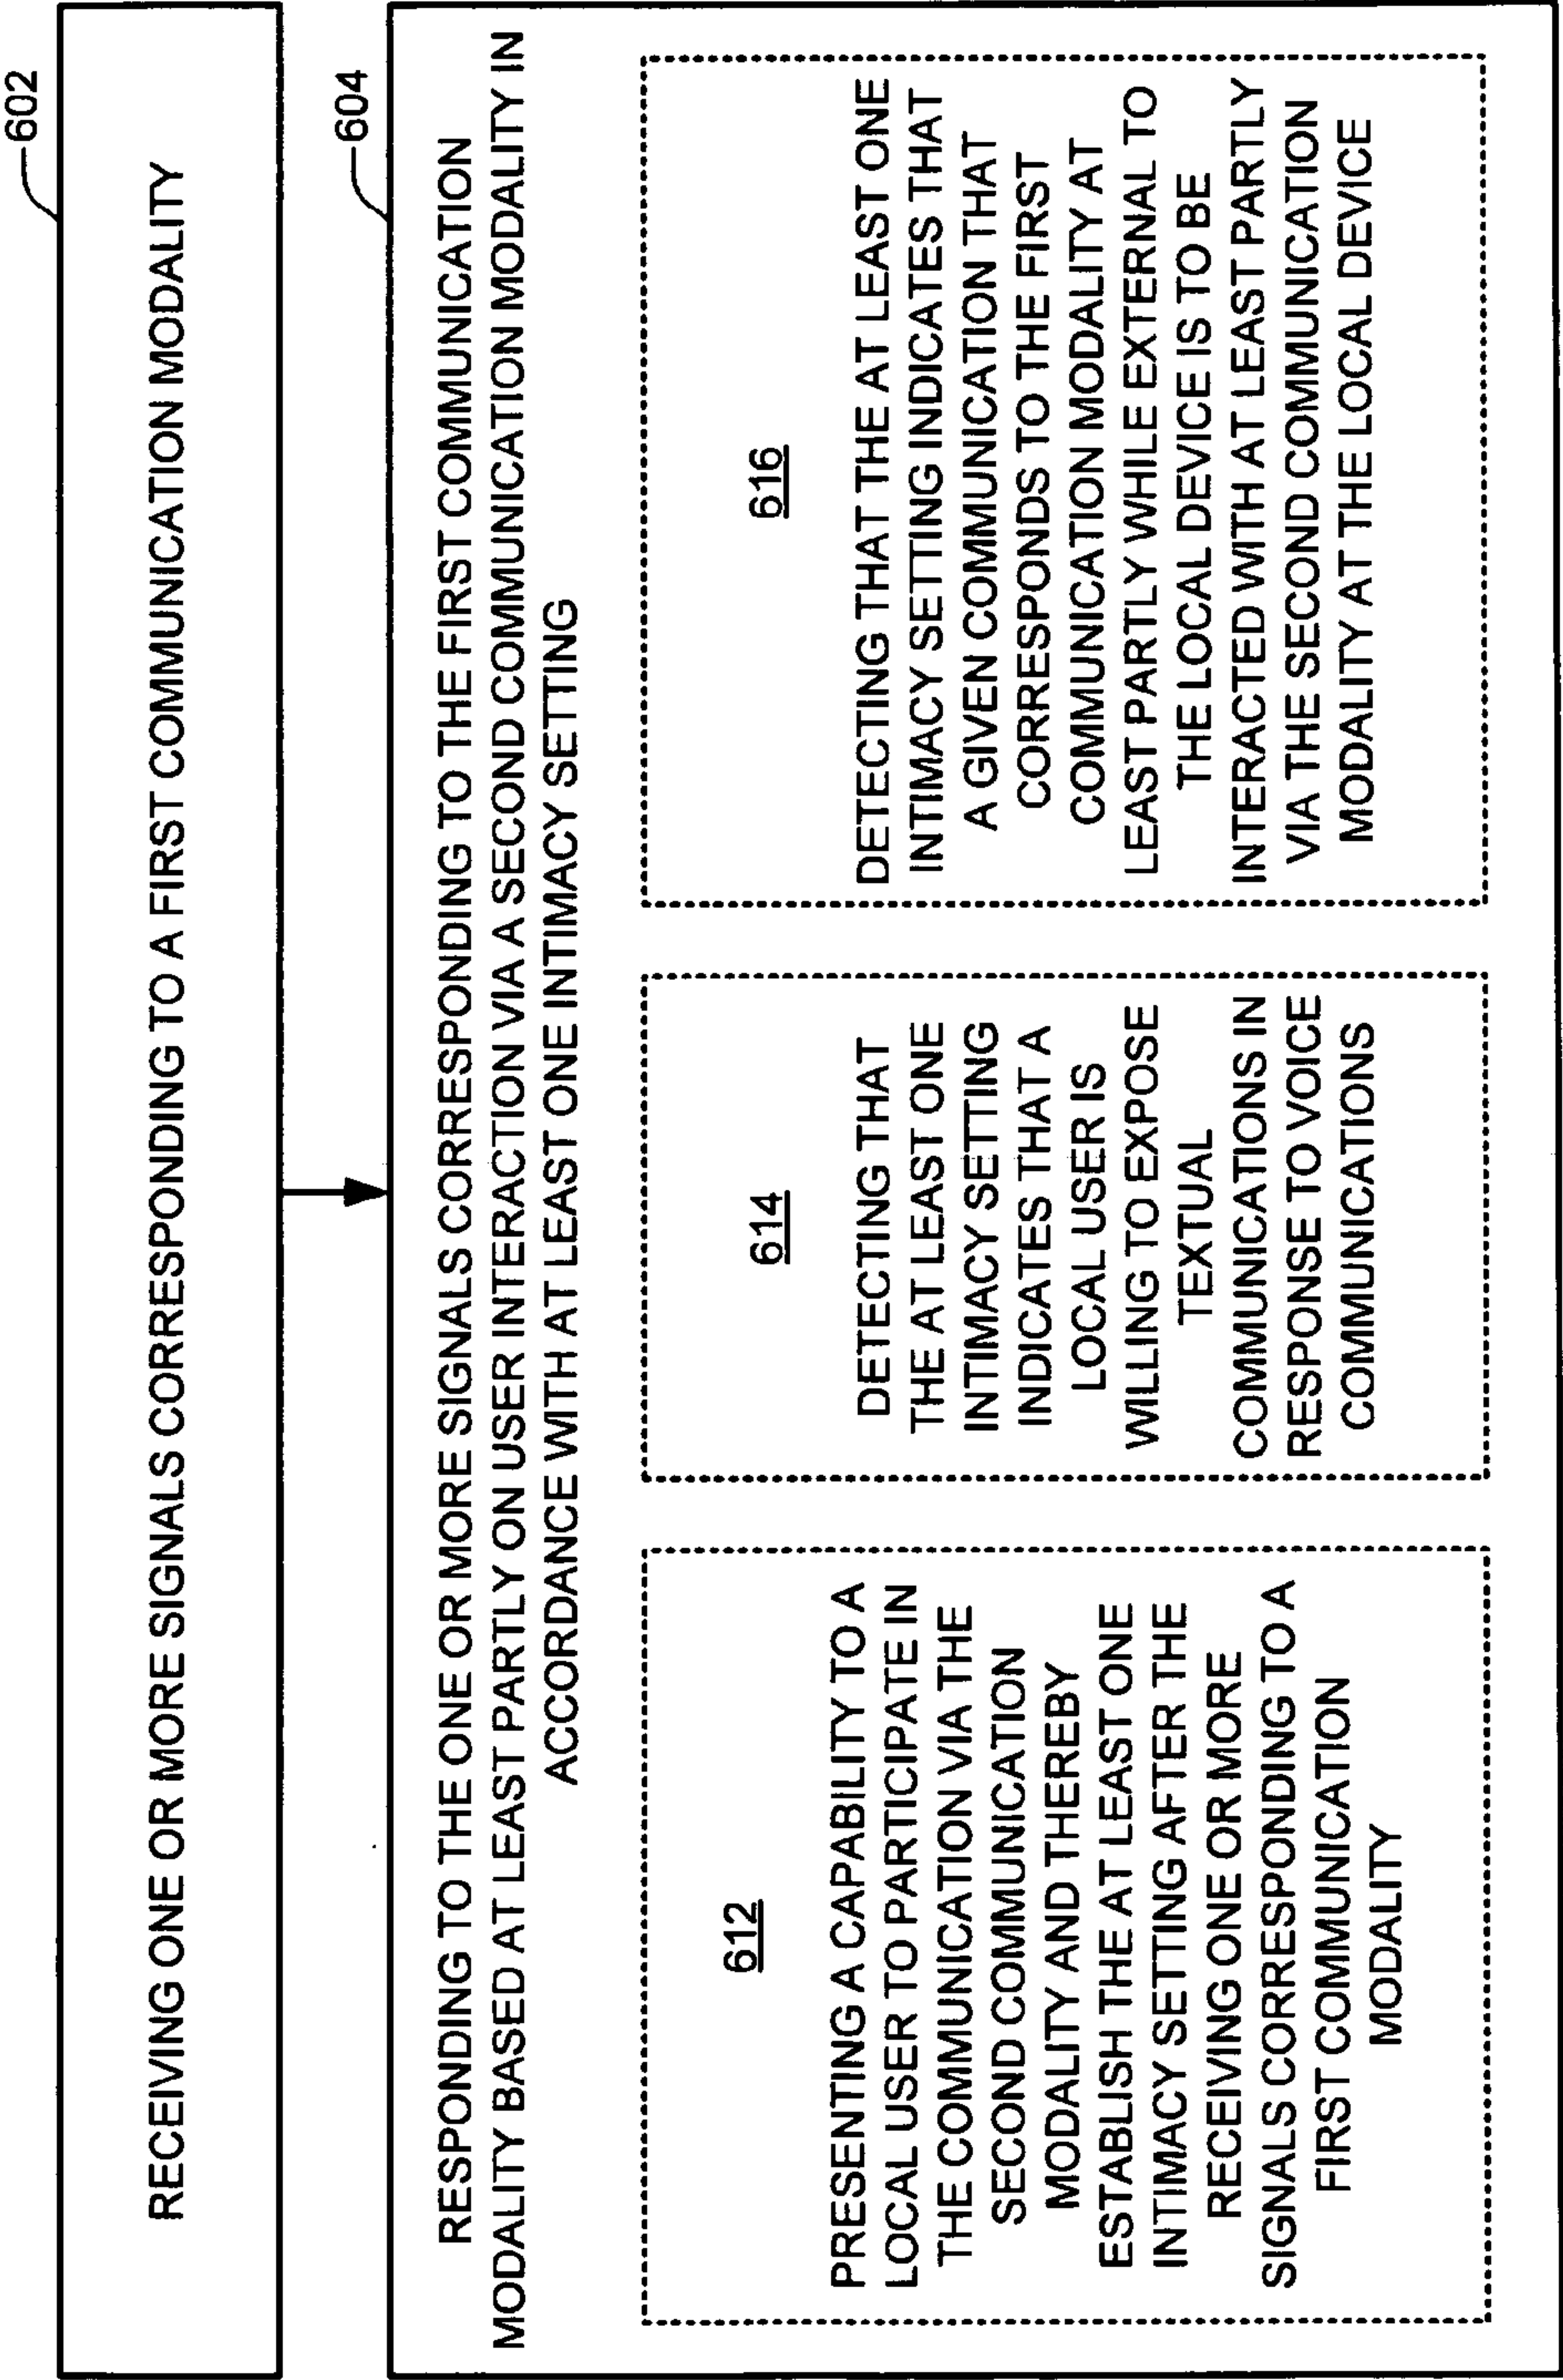 602
RECEIVING ONE OR MORE SIGNALS CORRESPONDING TO A FIRST COMMUNICATION MODALITY
604
RESPONDING TO THE ONE OR MORE SIGNALS CORRESPONDING TO THE FIRST COMMUNICATION
MODALITY BASED AT LEAST PARTLY ON USER INTERACTION VIA A SECOND COMMUNICATION MODALITY IN
ACCORDANCE WITH AT LEAST ONE INTIMACY SETTING
612
PRESENTING A CAPABILITY TO A
LOCAL USER TO PARTICIPATE IN
THE COMMUNICATION VIA THE
SECOND COMMUNICATION
MODALITY AND THEREBY
ESTABLISH THE AT LEAST ONE
INTIMACY SETTING AFTER THE
RECEIVING ONE OR MORE
SIGNALS CORRESPONDING TO A
FIRST COMMUNICATION
MODALITY
614
DETECTING THAT
THE AT LEAST ONE
INTIMACY SETTING
INDICATES THAT A
LOCAL USER IS
WILLING TO EXPOSE
TEXTUAL
COMMUNICATIONS IN
RESPONSE TO VOICE
COMMUNICATIONS
616
DETECTING THAT THE AT LEAST ONE
INTIMACY SETTING INDICATES THAT
A GIVEN COMMUNICATION THAT
CORRESPONDS TO THE FIRST
COMMUNICATION MODALITY AT
LEAST PARTLY WHILE EXTERNAL TO
THE LOCAL DEVICE IS TO BE
INTERACTED WITH AT LEAST PARTLY
VIA THE SECOND COMMUNICATION
MODALITY AT THE LOCAL DEVICE